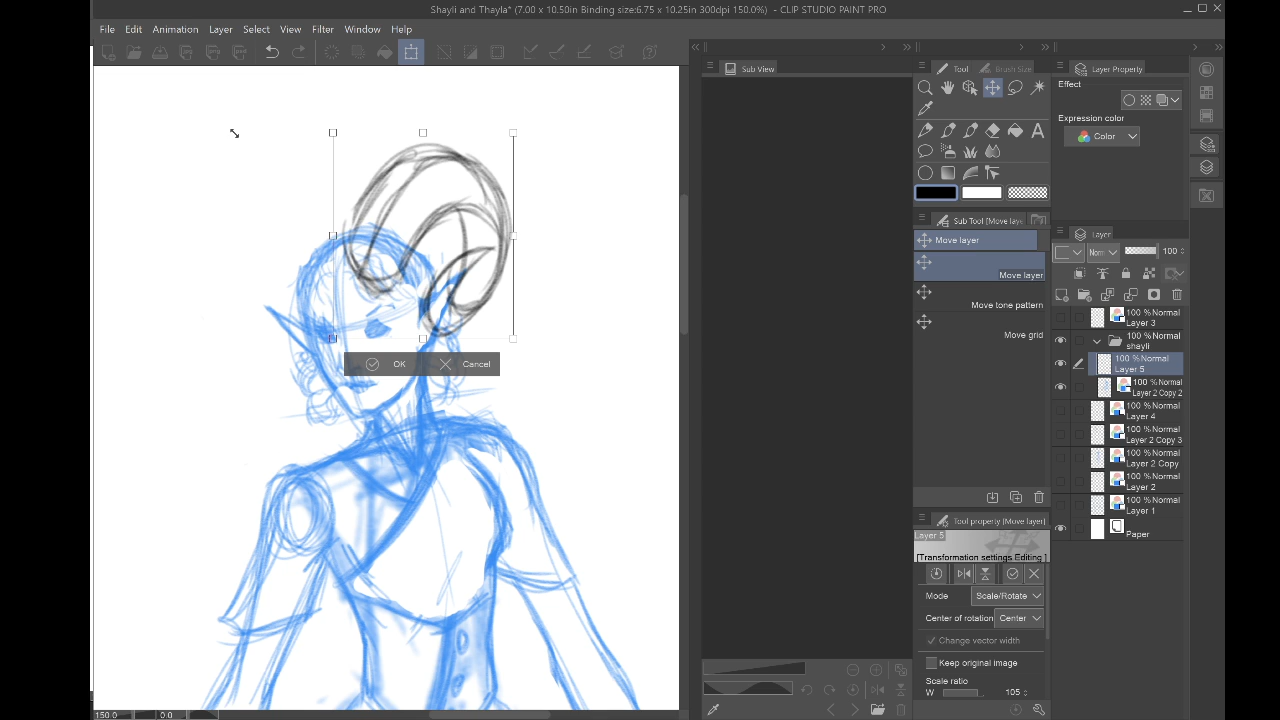 Shayli and Thayla* (7.00 x 10.50in Binding size:6.75 x 10.25in 300dpi 150.0%) - CLIP STUDIO PAINT PRO
File Edit Animation Layer Select View Filter Window Help
Sub View
Tool
Brush Size
Layer Property
Effect
Expression color
Color
Sub Tool [Move laye
Move layer
Move layer
Move tone pattern
Move grid
Layer
Norm
100
100 %Normal
Layer 3
100 %Normal
shayli
100 %Normal
Layer 5
100 %Normal
Layer 2 Copy 2
100 %Normal
Layer 4
100 %Normal
Layer 2 Copy 3
100 %Normal
Layer 2 Copy
100 %Normal
Layer 2
100 %Normal
Layer 1
Paper
OK
Cancel
Tool property [Move layer]
Layer 5
[Transformation settings Editing ]
Mode
Scale/Rotate
Center of rotation
Center
Change vector width
Keep original image
Scale ratio
W
105
150.0
0.0